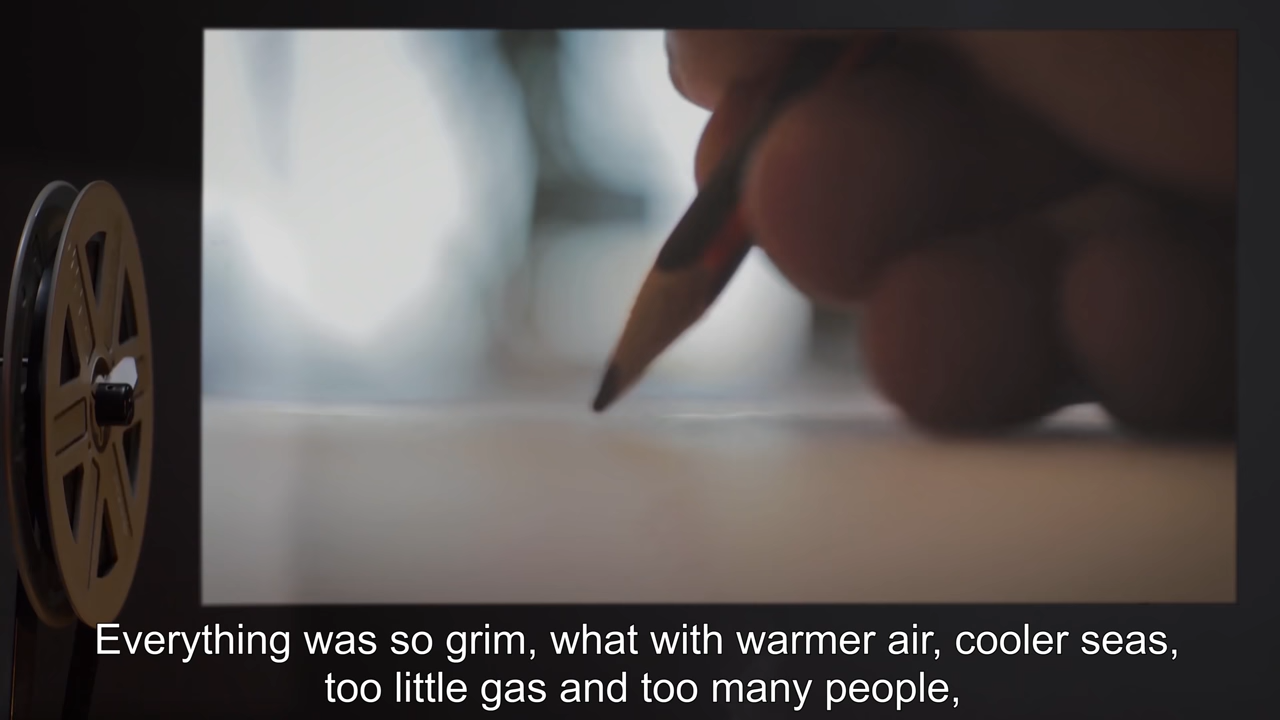 Everything was so grim, what with warmer air, cooler seas,
too little gas and too many people,